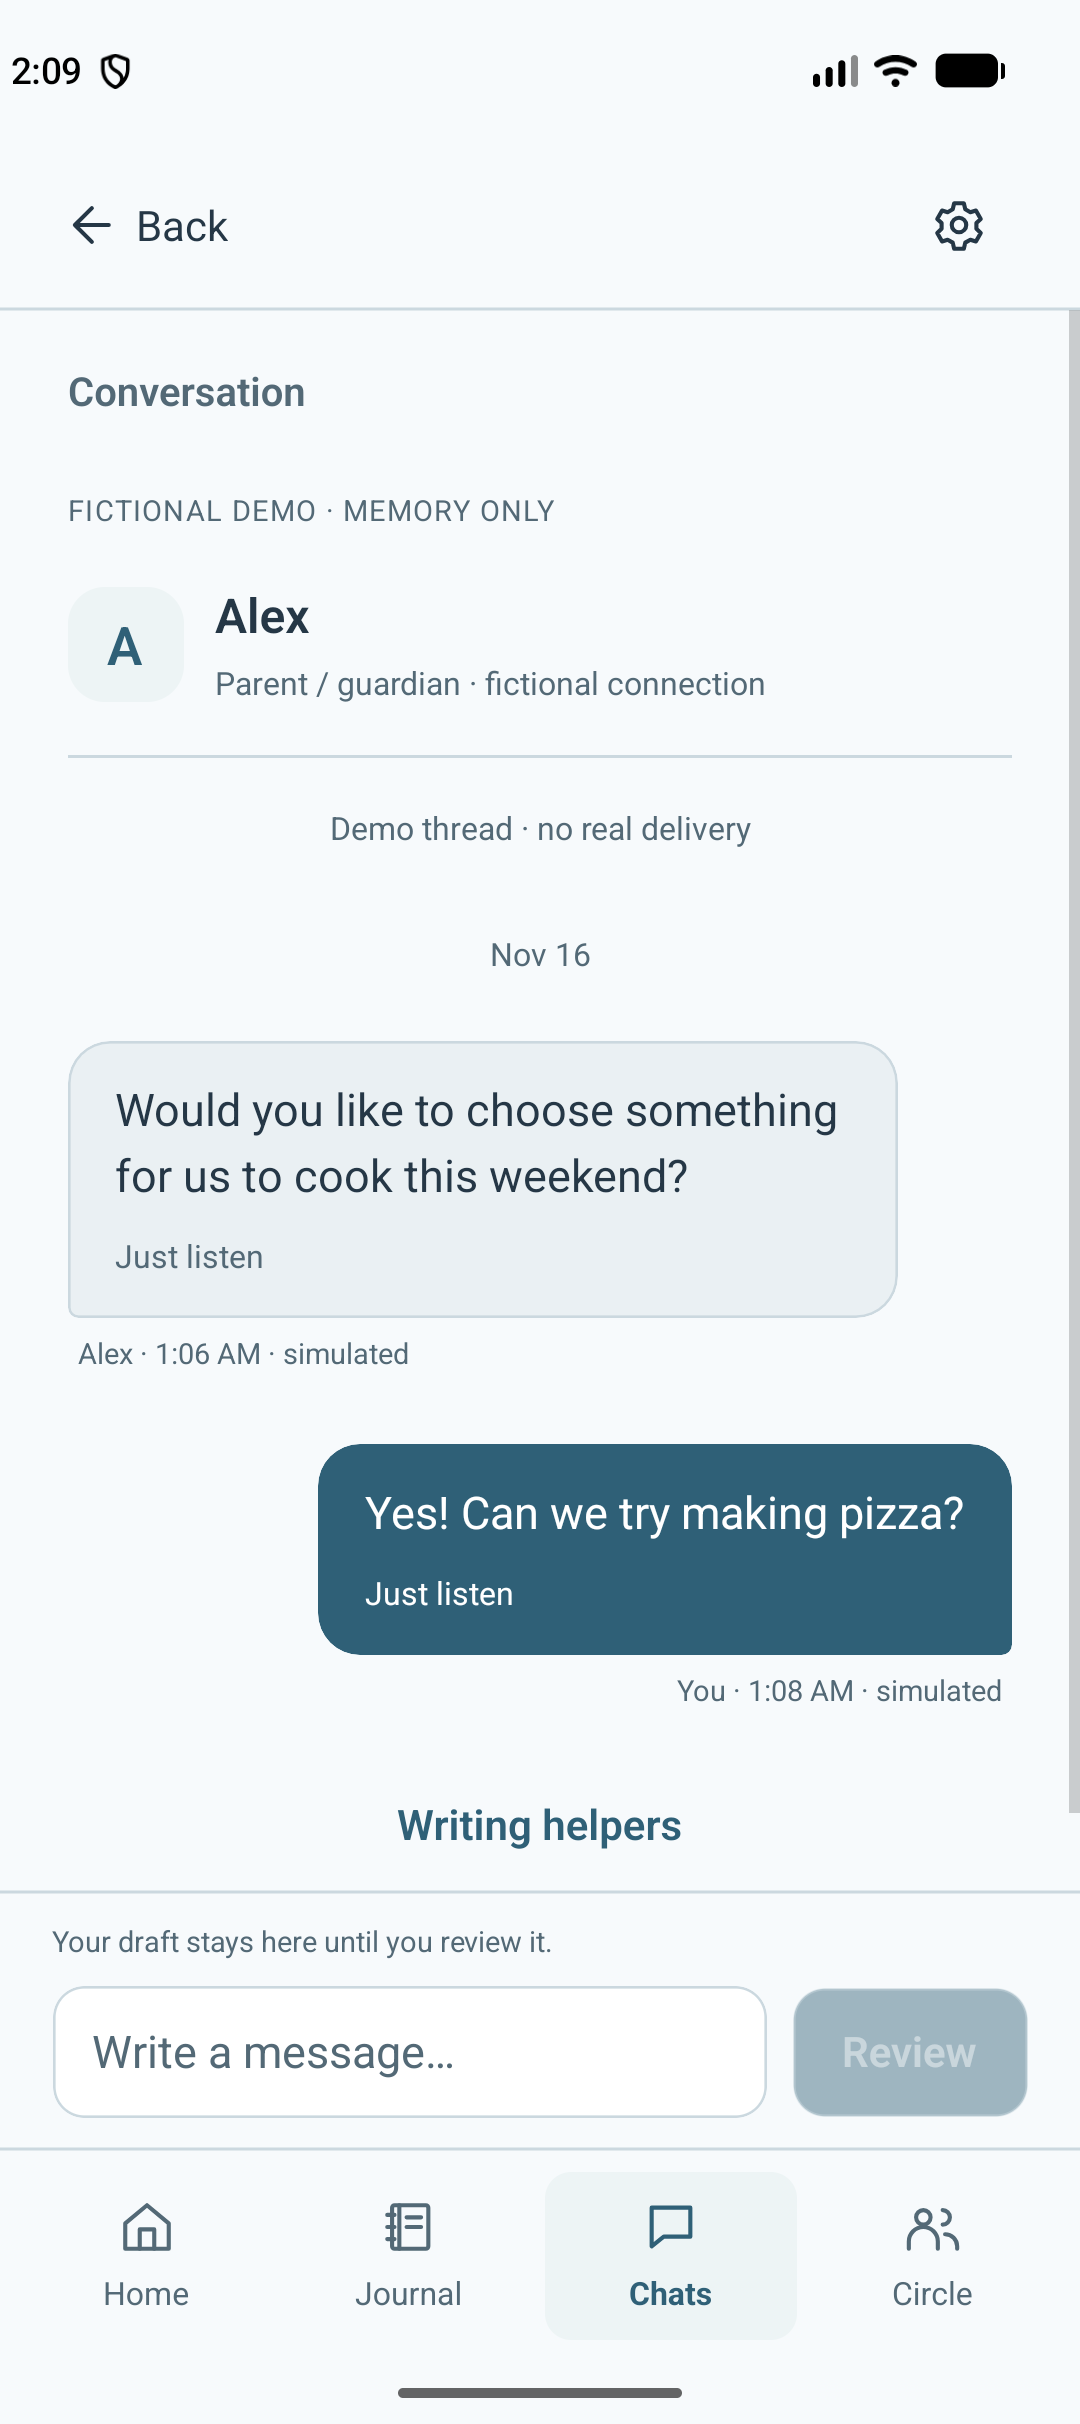 2:09
Back
Conversation
FICTIONAL DEMO · MEMORY ONLY
A
Alex
Parent / guardian · fictional connection
Demo thread · no real delivery
Nov 16
Would you like to choose something
for us to cook this weekend?
Just listen
Alex · 1:06 AM · simulated
Yes! Can we try making pizza?
Just listen
You · 1:08 AM · simulated
Writing helpers
Your draft stays here until you review it.
Write a message…
Review
Home
Journal
Chats
Circle